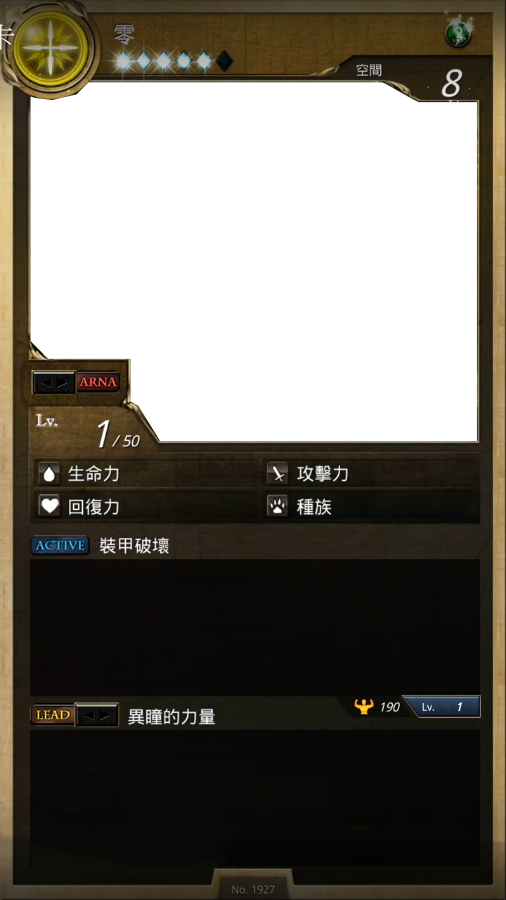 卡
零
空間
8
ARNA
Lv.
1 / 50
生命力 攻擊力
回復力 種族
ACTIVE 裝甲破壞
190 Lv. 1
LEAD 異瞳的力量
No. 1927